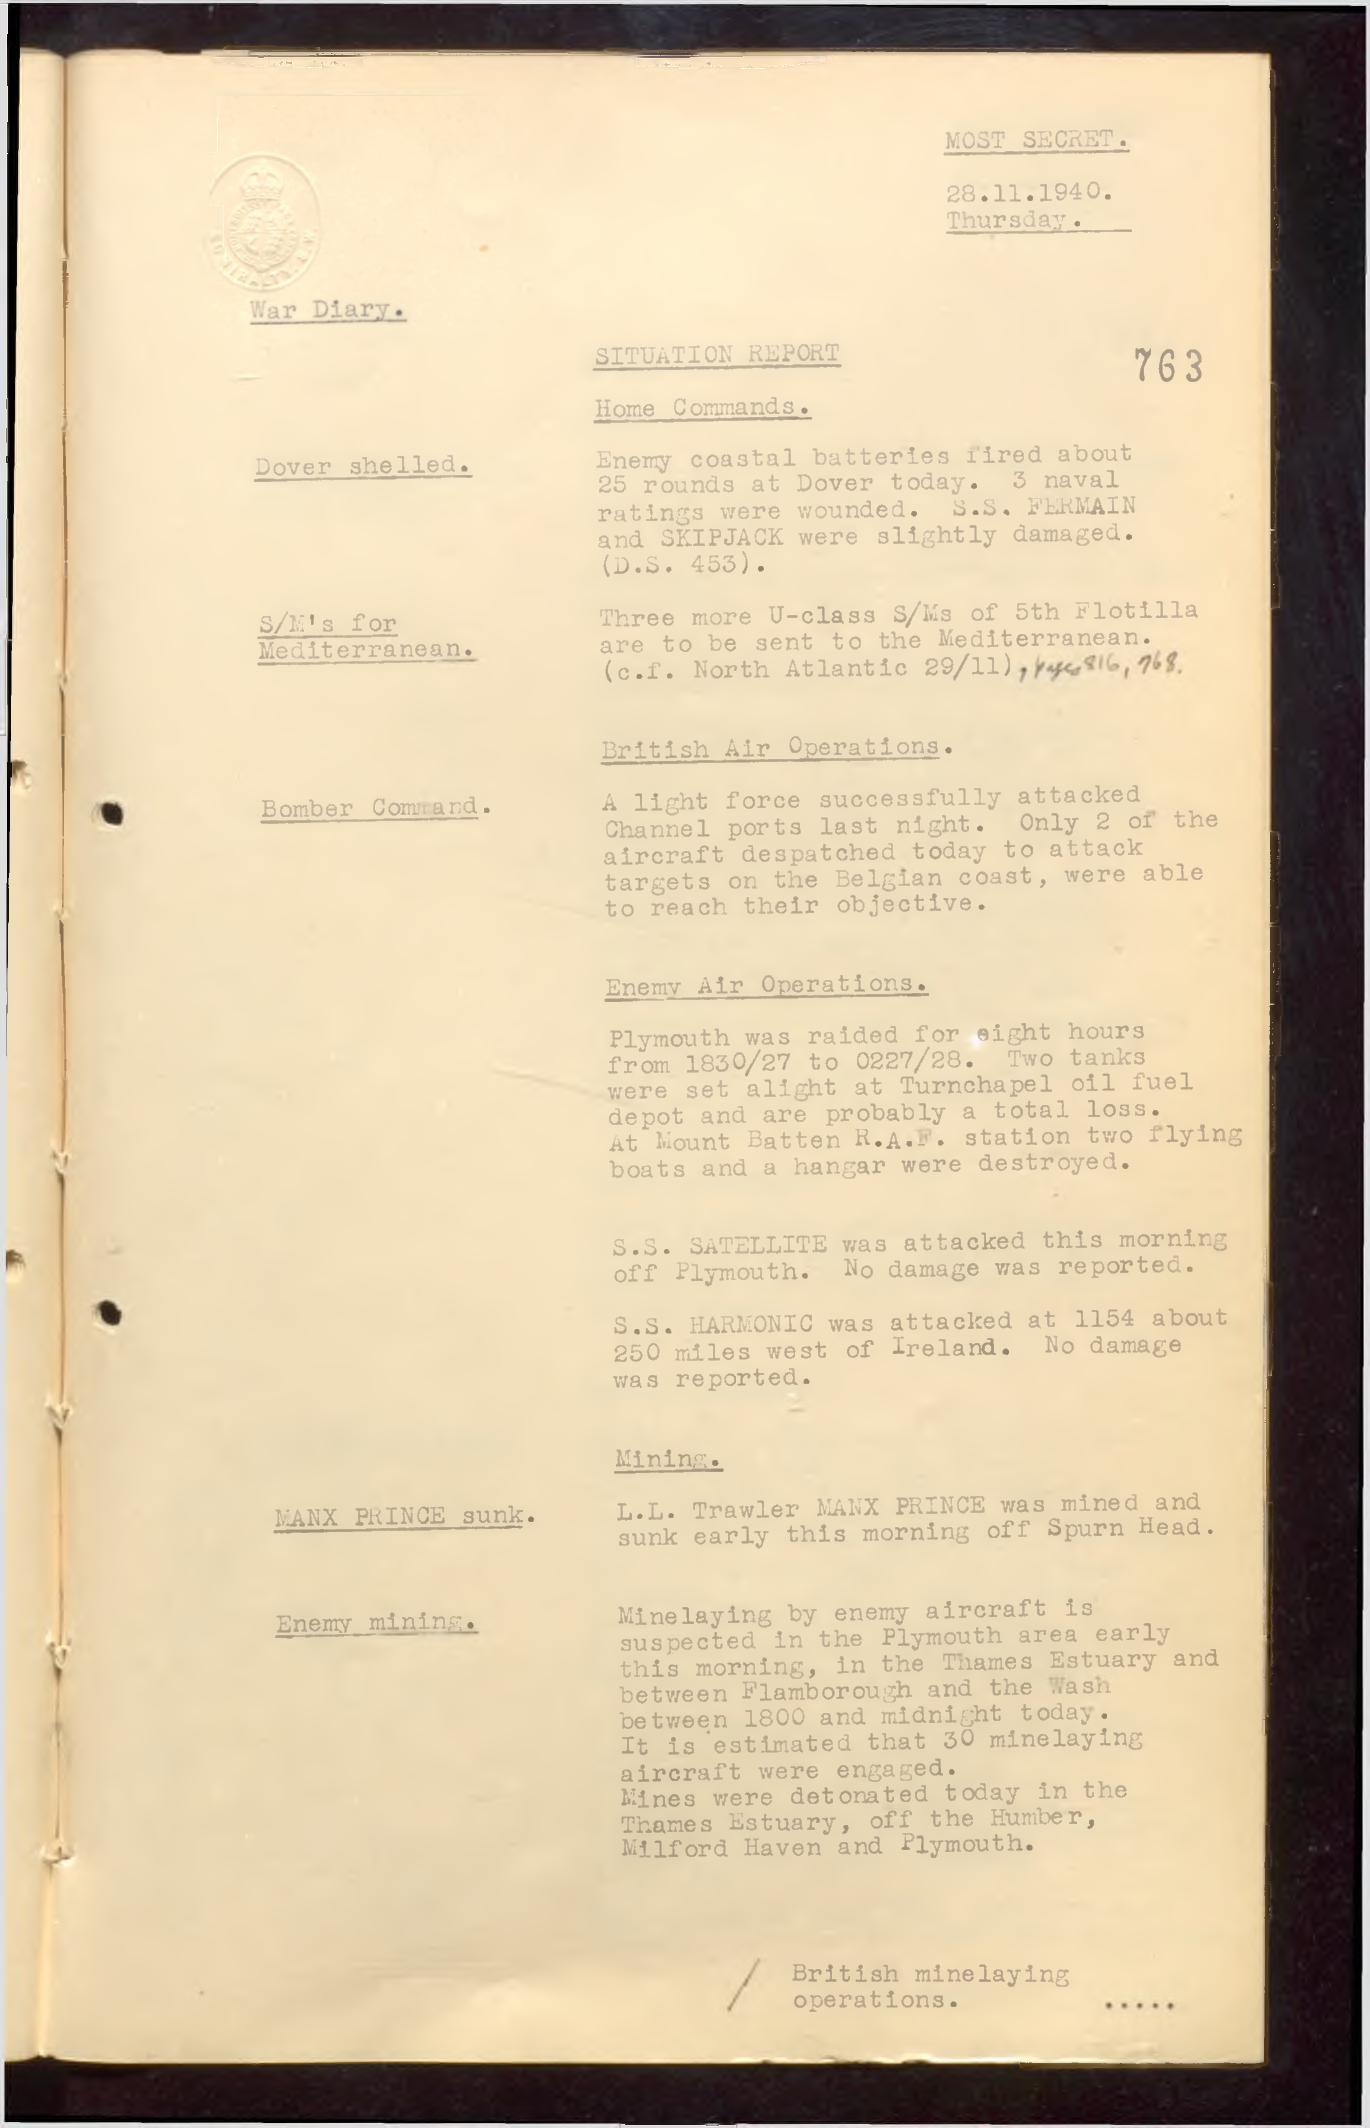 MOST SECRET.
28.11.1940.
Thursday.
War Diary.
SITUATION REPORT
763
Home Commands.
Dover shelled.
Enemy coastal batteries fired about
25 rounds at Dover today. 3 naval
ratings were wounded. S.S. FERMAIN
and SKIPJACK were slightly damaged.
(D.S. 453).
S/M's for
Mediterranean.
Three more U-class S/Ms of 5th Flotilla
are to be sent to the Mediterranean.
(c.f. North Atlantic 29/11), pages 816, 768.
British Air Operations.
Bomber Command.
A light force successfully attacked
Channel ports last night. Only 2 of the
aircraft despatched today to attack
targets on the Belgian coast, were able
to reach their objective.
Enemy Air Operations.
Plymouth was raided for eight hours
from 1830/27 to 0227/28. Two tanks
were set alight at Turnchapel oil fuel
depot and are probably a total loss.
At Mount Batten R.A.F. station two flying
boats and a hangar were destroyed.
S.S. SATELLITE was attacked this morning
off Plymouth. No damage was reported.
S.S. HARMONIC was attacked at 1154 about
250 miles west of Ireland. No damage
was reported.
Mining.
MANX PRINCE sunk.
L.L. Trawler MANX PRINCE was mined and
sunk early this morning off Spurn Head.
Enemy mining.
Minelaying by enemy aircraft is
suspected in the Plymouth area early
this morning, in the Thames Estuary and
between Flamborough and the Wash
between 1800 and midnight today.
It is estimated that 30 minelaying
aircraft were engaged.
Mines were detonated today in the
Thames Estuary, off the Humber,
Milford Haven and Plymouth.
/ British minelaying
operations. .....